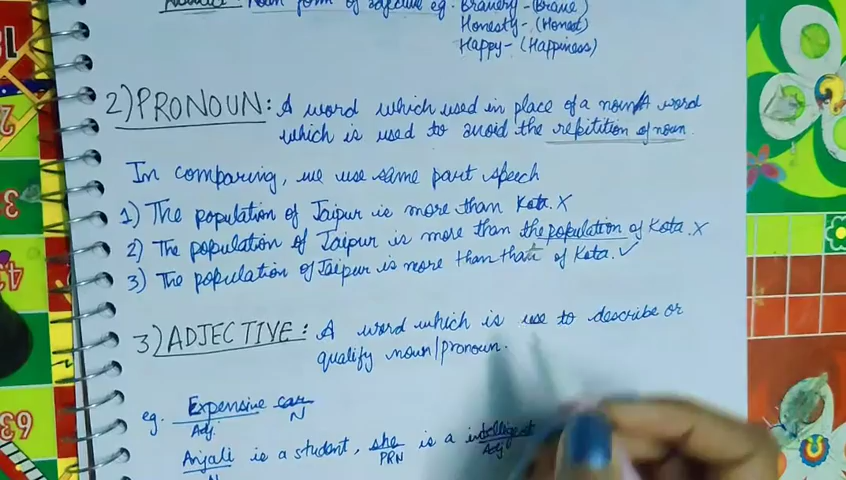 Noun form of adjective eg. Bravery - (Brave)
Honesty - (Honest)
Happy - (Happiness)
2) PRONOUN: A word which used in place of a noun/A word
which is used to avoid the repitition of noun.
In comparing, we use same part speech
1) The population of Jaipur is more than Kota. X
2) The population of Jaipur is more than the population of Kota. X
3) The population of Jaipur is more than that of Kota. ✓
3) ADJECTIVE: A word which is use to describe or
qualify noun/pronoun.
eg. Expensive car
Adj. N
Anjali is a student, she is a intelligent
N PRN Adj
16
63